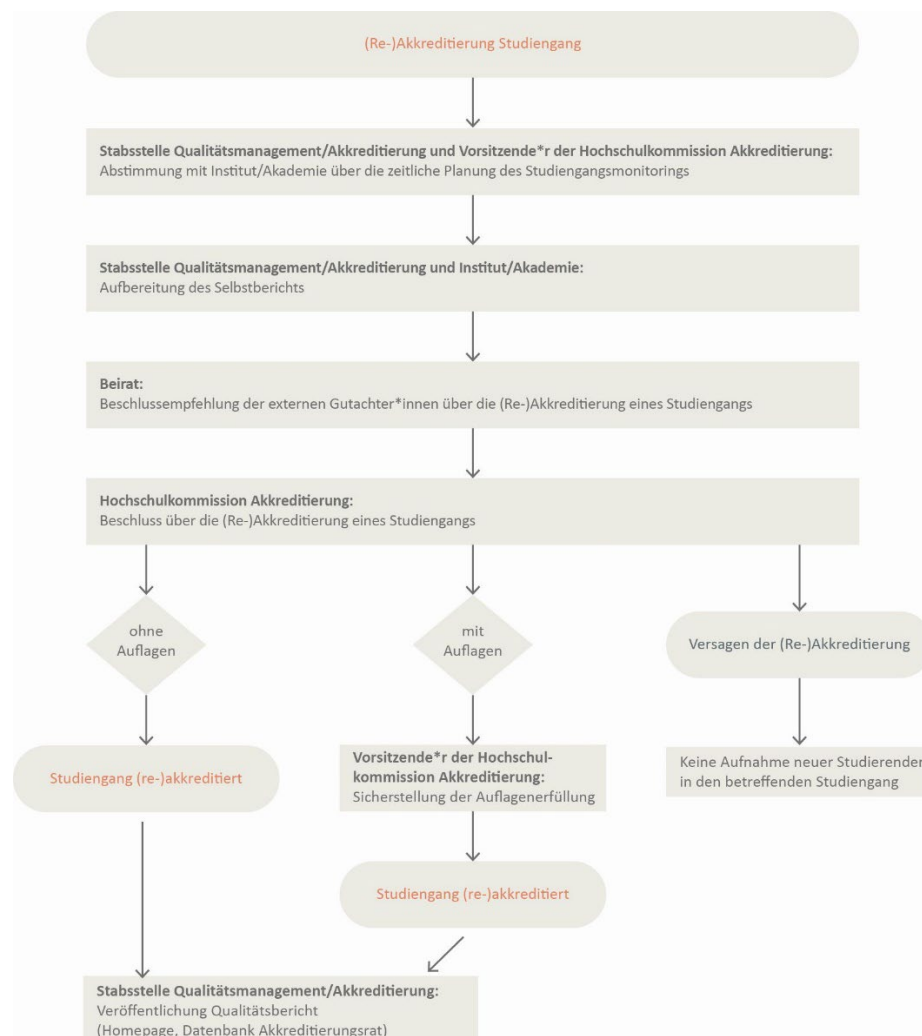 (Re-)Akkreditierung Studiengang
Stabsstelle Qualitätsmanagement/Akkreditierung und Vorsitzende*r der Hochschulkommission Akkreditierung:
Abstimmung mit Institut/Akademie über die zeitliche Planung des Studiengangsmonitorings
Stabsstelle Qualitätsmanagement/Akkreditierung und Institut/Akademie:
Aufbereitung des Selbstberichts
Beirat:
Beschlussempfehlung der externen Gutachter*innen über die (Re-)Akkreditierung eines Studiengangs
Hochschulkommission Akkreditierung:
Beschluss über die (Re-)Akkreditierung eines Studiengangs
ohne
Auflagen
mit
Auflagen
Versagen der (Re-)Akkreditierung
Studiengang (re-)akkreditiert
Vorsitzende*r der Hochschul-
kommission Akkreditierung:
Sicherstellung der Auflagenerfüllung
Keine Aufnahme neuer Studierender
in den betreffenden Studiengang
Studiengang (re-)akkreditiert
Stabsstelle Qualitätsmanagement/Akkreditierung:
Veröffentlichung Qualitätsbericht
(Homepage, Datenbank Akkreditierungsrat)